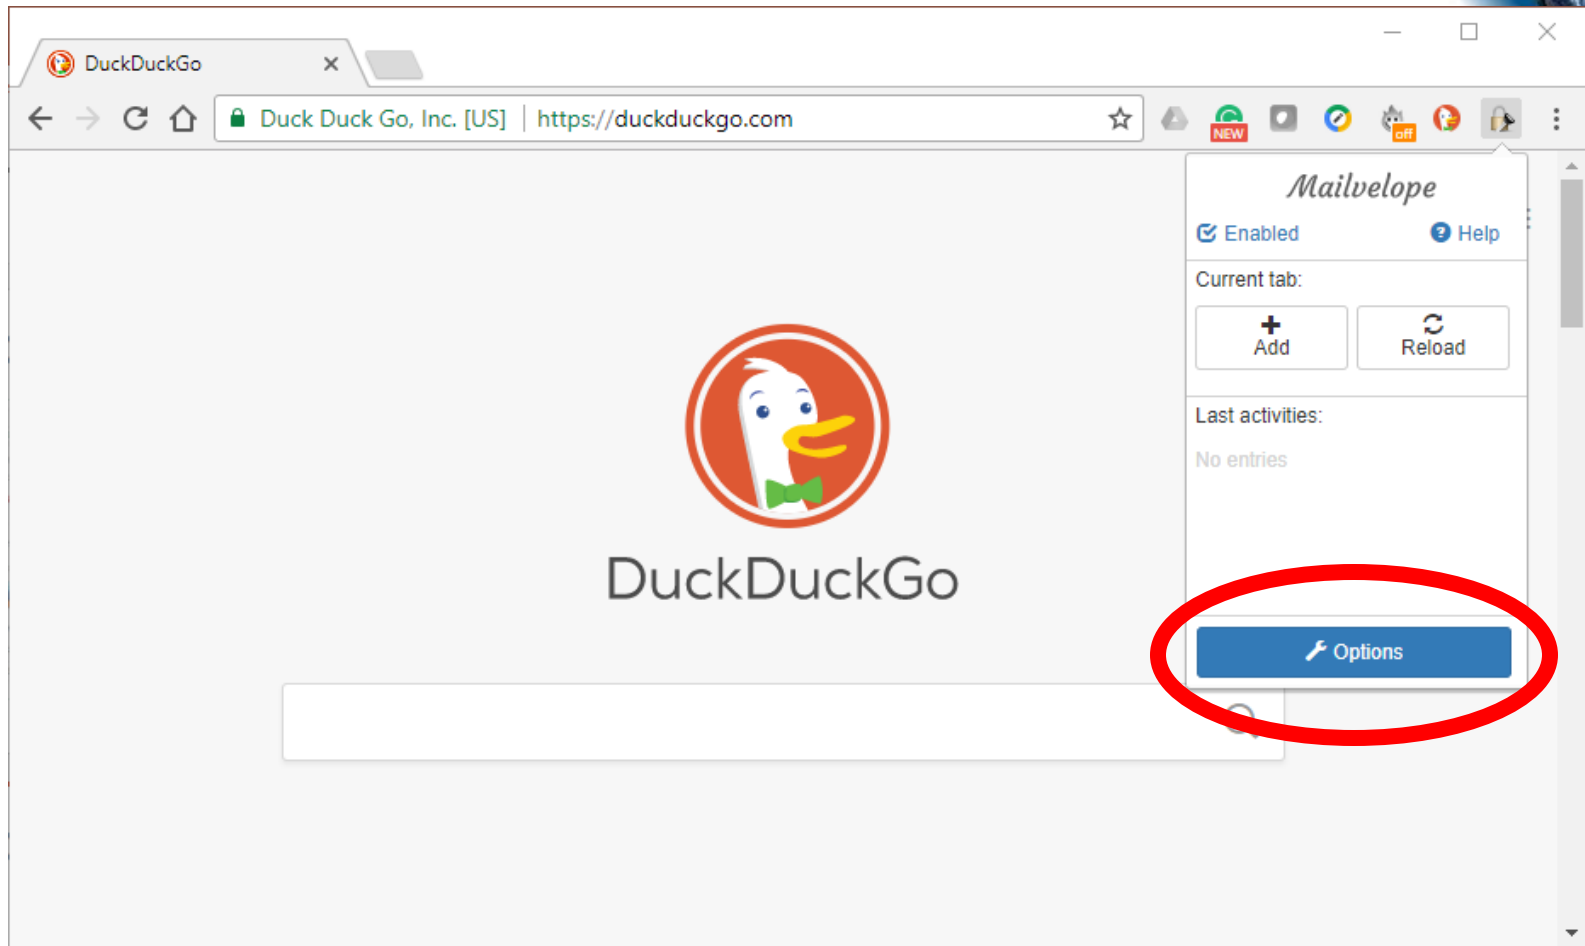 DuckDuckGo
Duck Duck Go, Inc. [US] | https://duckduckgo.com
NEW
off
Mailvelope
Enabled
Help
Current tab:
Add
Reload
Last activities:
No entries
DuckDuckGo
Options